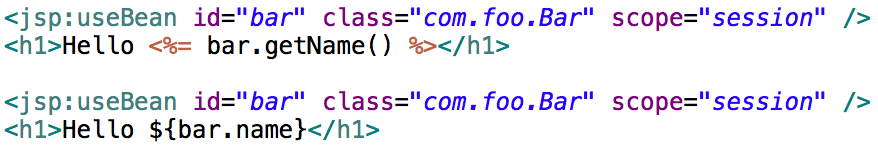 <jsp:useBean id="bar" class="com.foo.Bar" scope="session" />
<h1>Hello <%= bar.getName() %></h1>
<jsp:useBean id="bar" class="com.foo.Bar" scope="session" />
<h1>Hello ${bar.name}</h1>